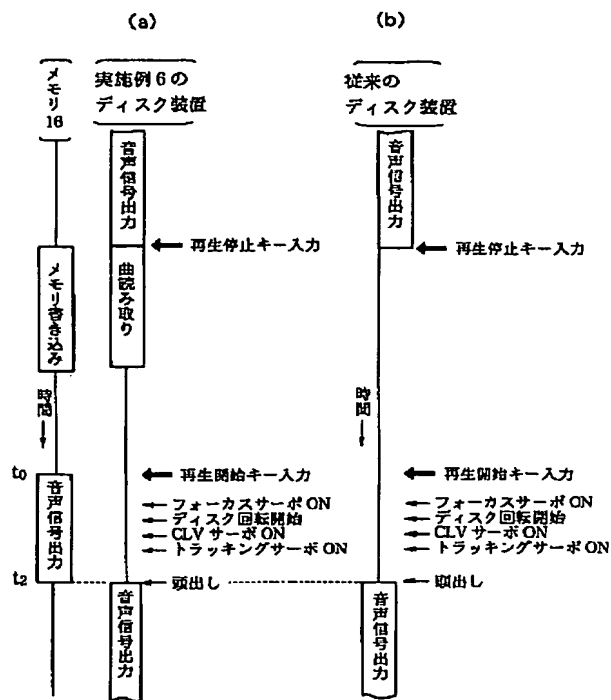 (a)
(b)
メモリ16
実施例6の
ディスク装置
従来の
ディスク装置
音声信号出力
音声信号出力
再生停止キー入力
再生停止キー入力
メモリ書き込み
曲読み取り
時間
時間
t0
再生開始キー入力
再生開始キー入力
音声信号出力
フォーカスサーボON
ディスク回転開始
CLVサーボON
トラッキングサーボON
フォーカスサーボON
ディスク回転開始
CLVサーボON
トラッキングサーボON
t2
頭出し
頭出し
音声信号出力
音声信号出力